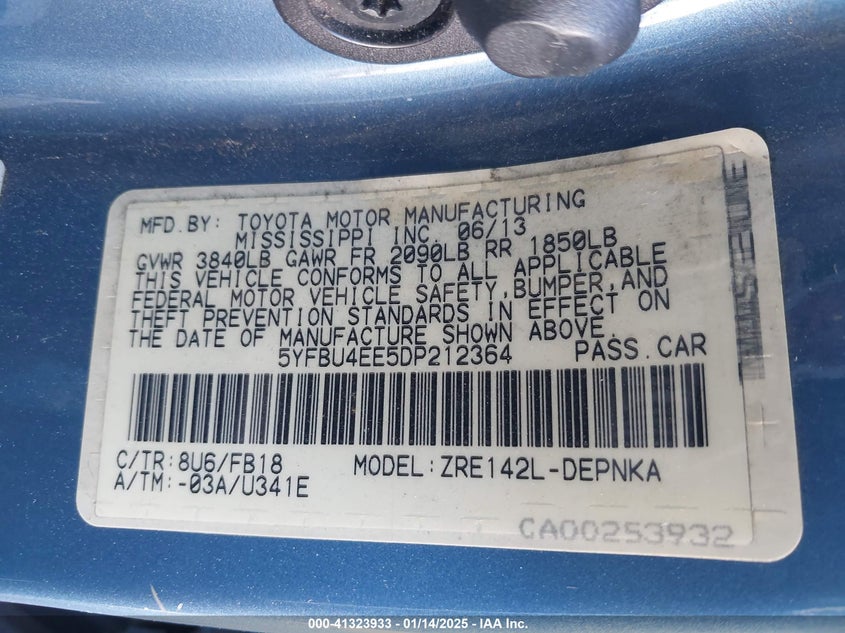 MFD.BY: TOYOTA MOTOR MANUFACTURING
MISSISSIPPI INC. 06/13
GVWR 3840LB GAWR FR 2090LB RR 1850LB
THIS VEHICLE CONFORMS TO ALL APPLICABLE
FEDERAL MOTOR VEHICLE SAFETY,BUMPER,AND
THEFT PREVENTION STANDARDS IN EFFECT ON
THE DATE OF MANUFACTURE SHOWN ABOVE.
5YFBU4EE5DP212364 PASS.CAR
C/TR:8U6/FB18 MODEL:ZRE142L-DEPNKA
A/TM:-03A/U341E
CA00253932
000-41323933 - 01/14/2025 - IAA Inc.